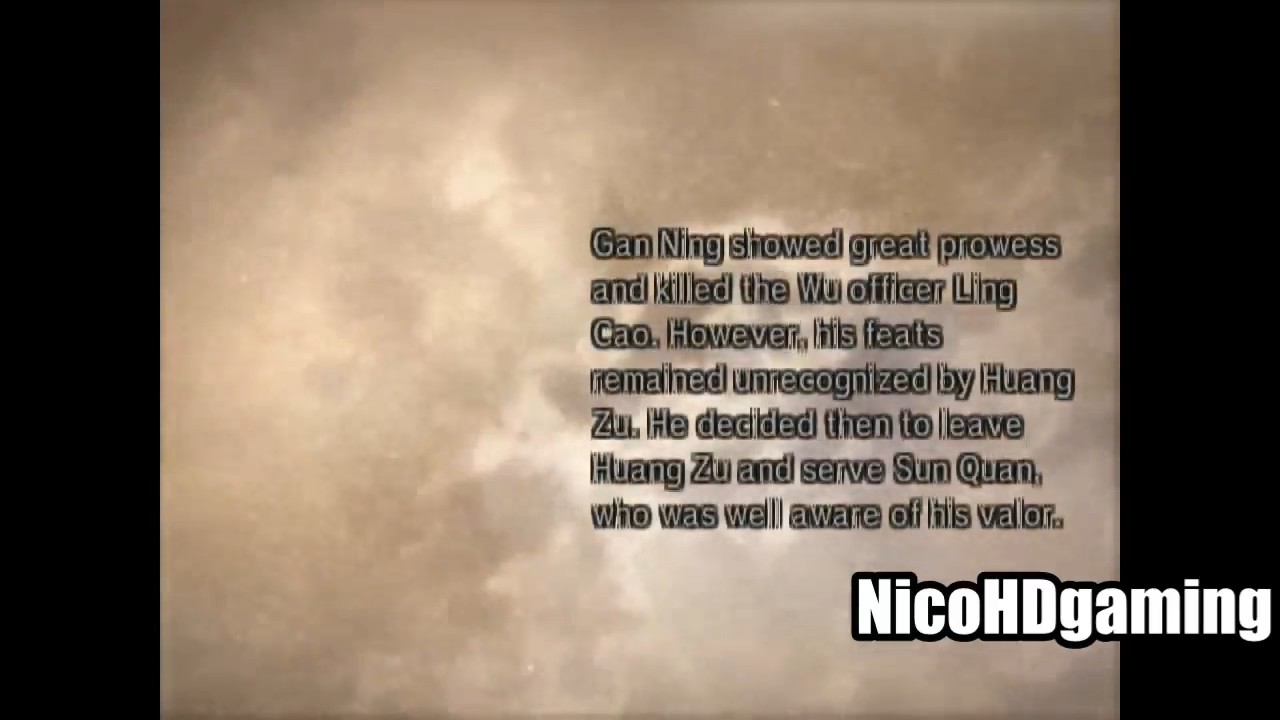 Gan Ning showed great prowess
and killed the Wu officer Ling
Cao. However, his feats
remained unrecognized by Huang
Zu. He decided then to leave
Huang Zu and serve Sun Quan,
who was well aware of his valor.
NicoHDgaming